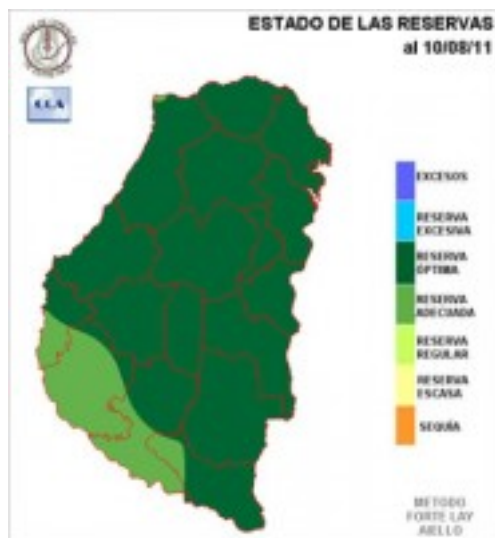 ESTADO DE LAS RESERVAS
al 10/08/11
CCA
EXCESOS
RESERVA
EXCESIVA
RESERVA
ÓPTIMA
RESERVA
ADECUADA
RESERVA
REGULAR
RESERVA
ESCASA
SEQUÍA
METODO
FORTE LAY
AIELLO